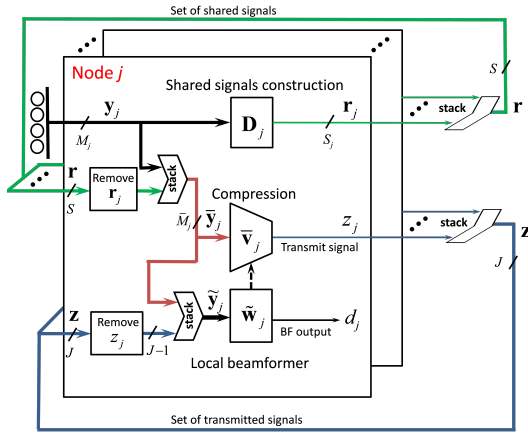 Set of shared signals
Node j
Shared signals construction
S
y_j
D_j
r_j
stack
r
M_j
S_j
r
Remove
r_j
stack
S
Compression
M̄_j
ȳ_j
v̄_j
z_j
Transmit signal
stack
z
J
ỹ_j
w̃_j
z
Remove
z_j
stack
d_j
BF output
J
J−1
Local beamformer
Set of transmitted signals